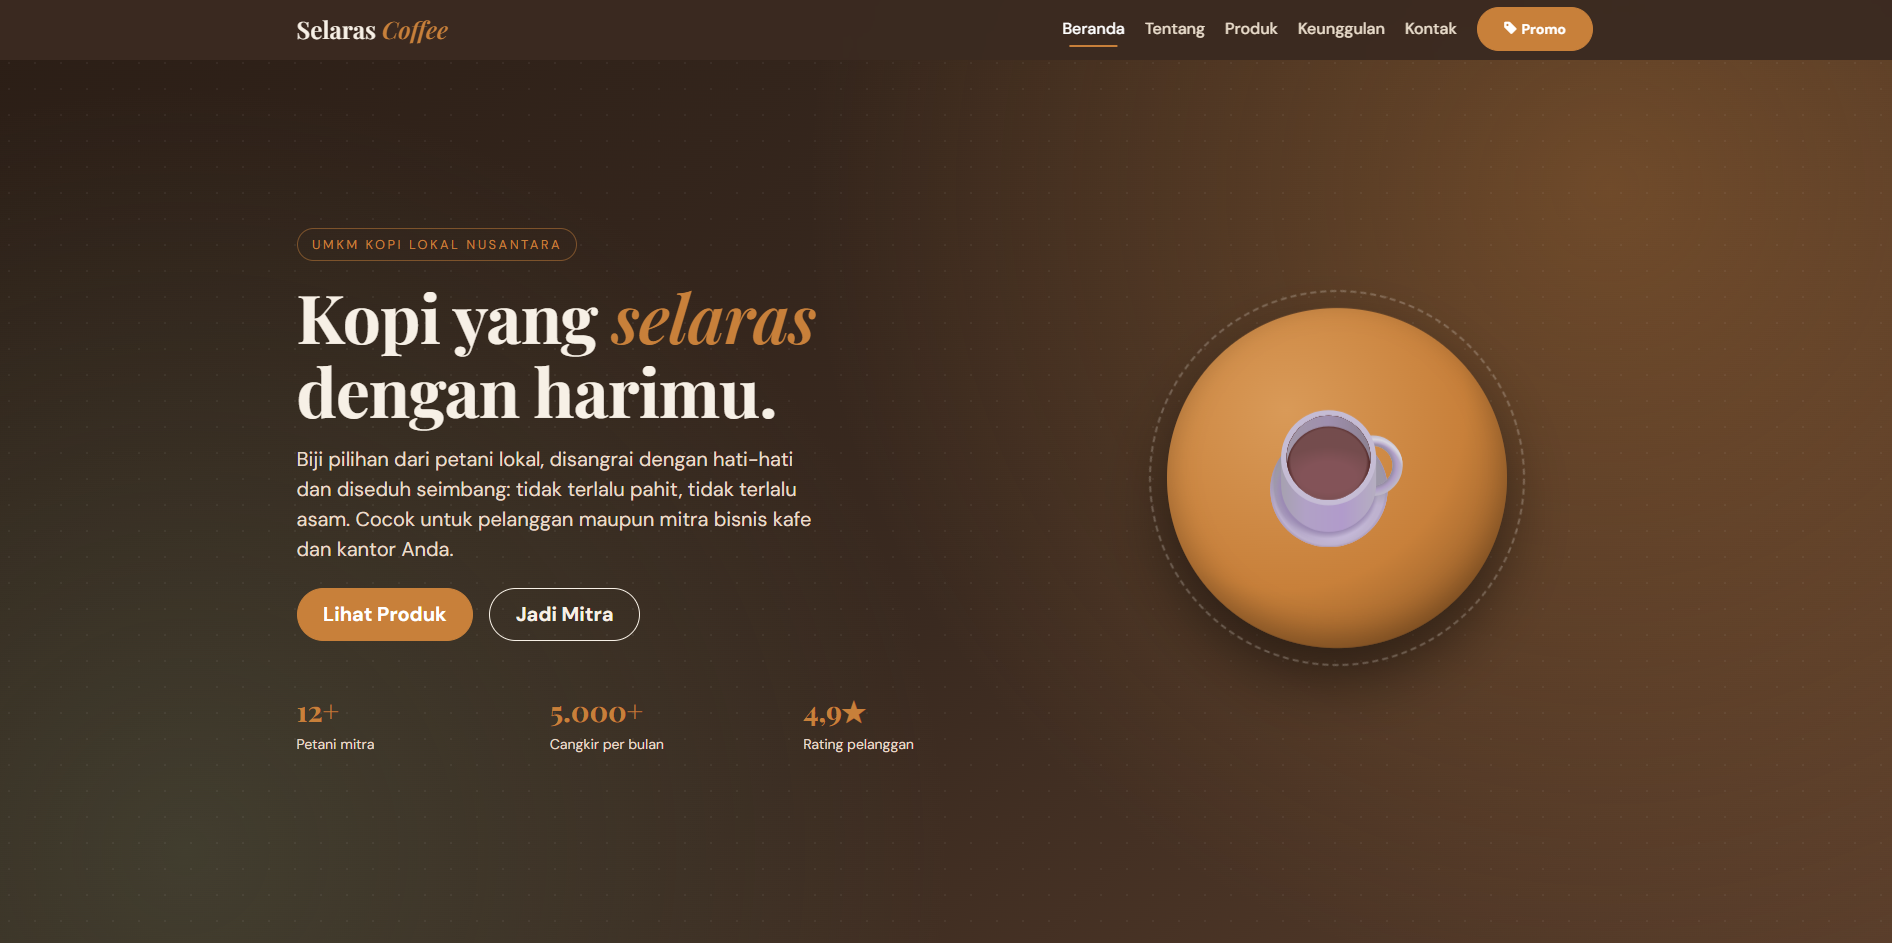 Selaras Coffee
Beranda
Tentang
Produk
Keunggulan
Kontak
Promo
UMKM KOPI LOKAL NUSANTARA
Kopi yang selaras
dengan harimu.
Biji pilihan dari petani lokal, disangrai dengan hati-hati
dan diseduh seimbang: tidak terlalu pahit, tidak terlalu
asam. Cocok untuk pelanggan maupun mitra bisnis kafe
dan kantor Anda.
Lihat Produk
Jadi Mitra
12+
Petani mitra
5.000+
Cangkir per bulan
4,9★
Rating pelanggan